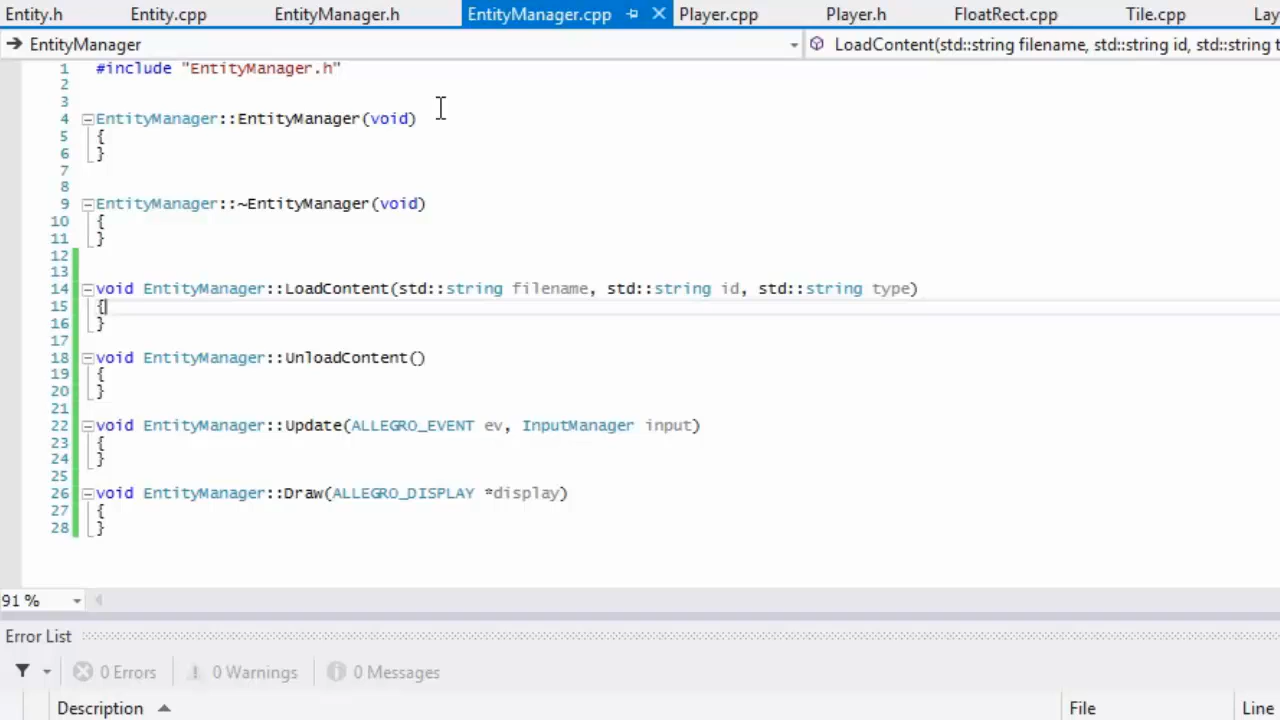 Entity.h Entity.cpp EntityManager.h EntityManager.cpp Player.cpp Player.h FloatRect.cpp Tile.cpp Lay
EntityManager LoadContent(std::string filename, std::string id, std::string t
1 #include "EntityManager.h"
2
3
4 EntityManager::EntityManager(void)
5 {
6 }
7
8
9 EntityManager::~EntityManager(void)
10 {
11 }
12
13
14 void EntityManager::LoadContent(std::string filename, std::string id, std::string type)
15 {
16 }
17
18 void EntityManager::UnloadContent()
19 {
20 }
21
22 void EntityManager::Update(ALLEGRO_EVENT ev, InputManager input)
23 {
24 }
25
26 void EntityManager::Draw(ALLEGRO_DISPLAY *display)
27 {
28 }
91 %
Error List
0 Errors 0 Warnings 0 Messages
Description File Line